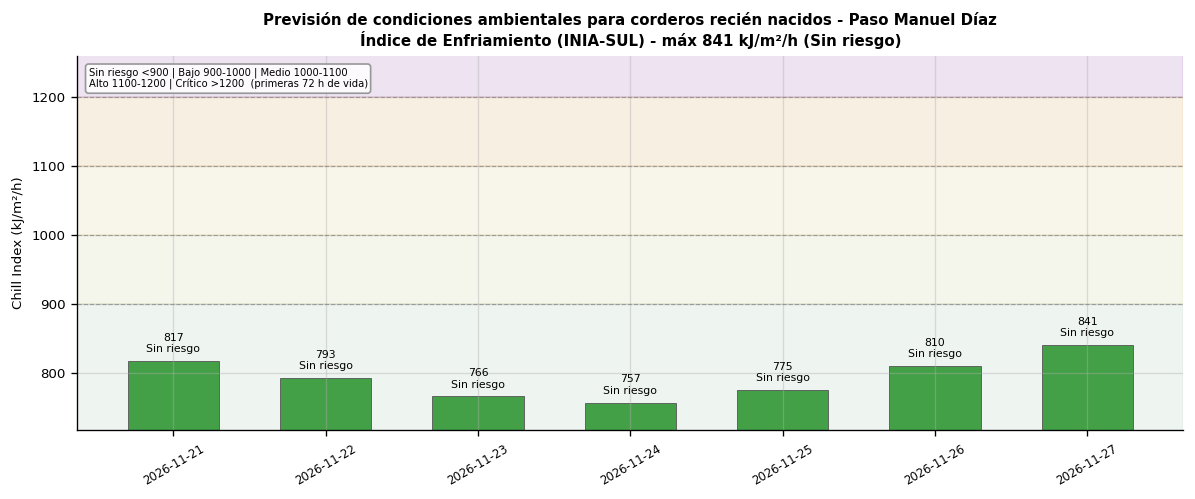 Previsión de condiciones ambientales para corderos recién nacidos - Paso Manuel Díaz
Índice de Enfriamiento (INIA-SUL) - máx 841 kJ/m²/h (Sin riesgo)
Sin riesgo <900 | Bajo 900-1000 | Medio 1000-1100
Alto 1100-1200 | Crítico >1200  (primeras 72 h de vida)
Chill Index (kJ/m²/h)
1200
1100
1000
900
800
817
Sin riesgo
793
Sin riesgo
766
Sin riesgo
757
Sin riesgo
775
Sin riesgo
810
Sin riesgo
841
Sin riesgo
2026-11-21
2026-11-22
2026-11-23
2026-11-24
2026-11-25
2026-11-26
2026-11-27